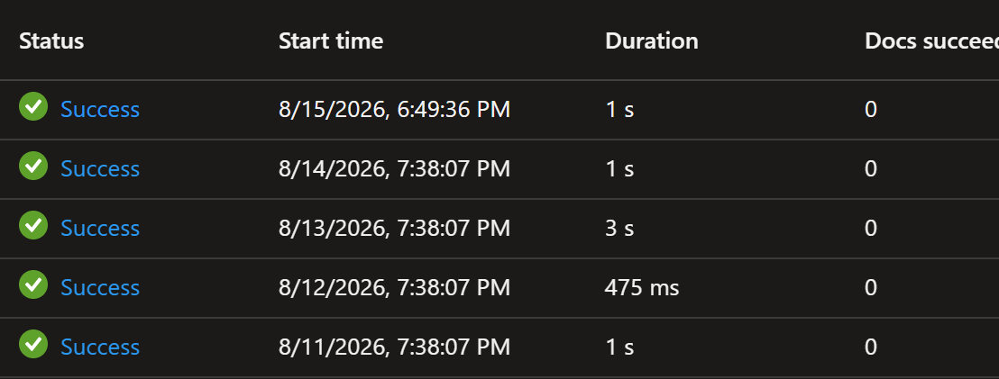 Status Start time Duration Docs succeed
Success 8/15/2026, 6:49:36 PM 1 s 0
Success 8/14/2026, 7:38:07 PM 1 s 0
Success 8/13/2026, 7:38:07 PM 3 s 0
Success 8/12/2026, 7:38:07 PM 475 ms 0
Success 8/11/2026, 7:38:07 PM 1 s 0